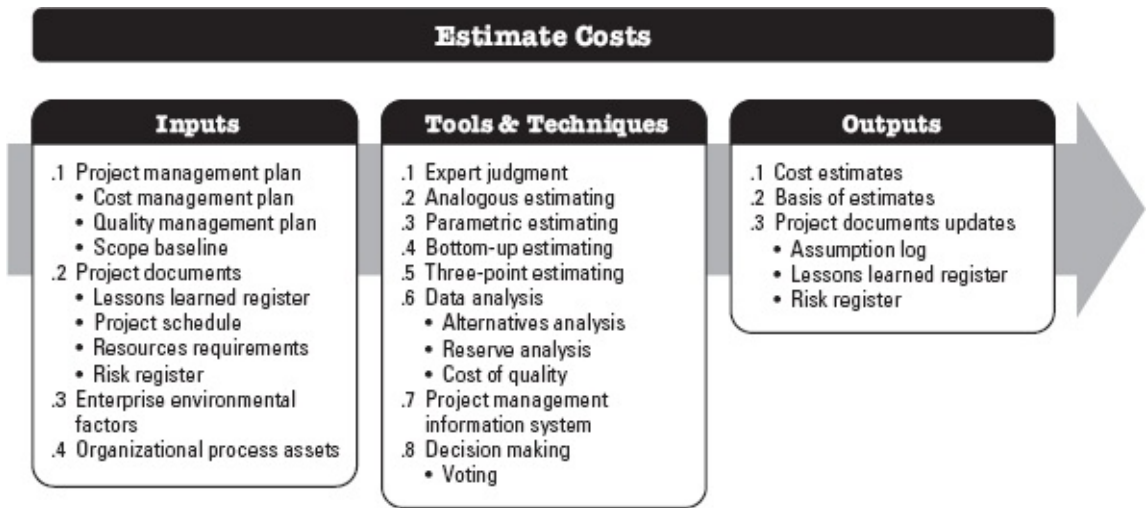 Estimate Costs
Inputs
.1 Project management plan
• Cost management plan
• Quality management plan
• Scope baseline
.2 Project documents
• Lessons learned register
• Project schedule
• Resources requirements
• Risk register
.3 Enterprise environmental
factors
.4 Organizational process assets
Tools & Techniques
.1 Expert judgment
.2 Analogous estimating
.3 Parametric estimating
.4 Bottom-up estimating
.5 Three-point estimating
.6 Data analysis
• Alternatives analysis
• Reserve analysis
• Cost of quality
.7 Project management
information system
.8 Decision making
• Voting
Outputs
.1 Cost estimates
.2 Basis of estimates
.3 Project documents updates
• Assumption log
• Lessons learned register
• Risk register